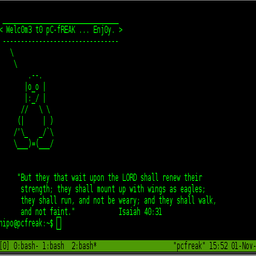 < WelcOm3 tO pC-fREAK ... EnjOy. >
"But they that wait upon the LORD shall renew their
strength; they shall mount up with wings as eagles;
they shall run, and not be weary; and they shall walk,
and not faint." Isaiah 40:31
hipo@pcfreak:~$
[0] 0:bash- 1:bash 2:bash* "pcfreak" 15:52 01-Nov-